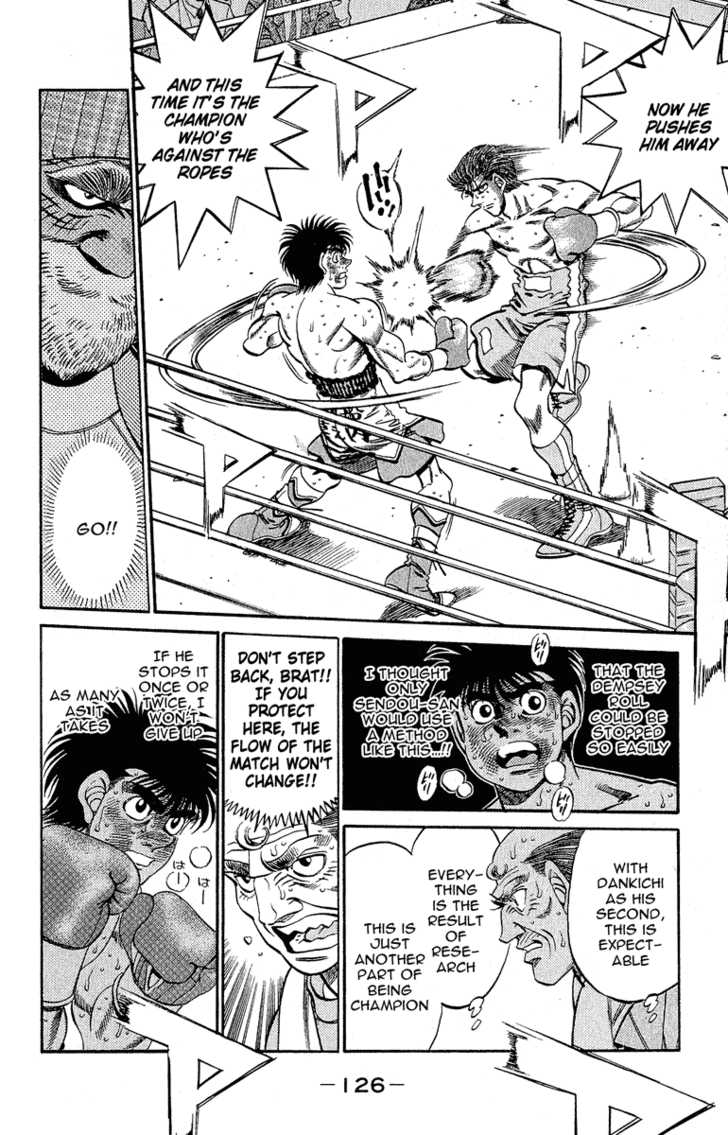 NOW HE
PUSHES
HIM AWAY
AND THIS
TIME IT'S THE
CHAMPION
WHO'S
AGAINST THE
ROPES
!!!
GO!!
THAT THE
DEMPSEY
ROLL
COULD BE
STOPPED
SO EASILY
I THOUGHT
ONLY
SENDOU-SAN
WOULD USE
A METHOD
LIKE THIS...!!
DON'T STEP
BACK, BRAT!!
IF YOU
PROTECT
HERE, THE
FLOW OF THE
MATCH WON'T
CHANGE!!
IF HE
STOPS IT
ONCE OR
TWICE, I
WON'T
GIVE UP
AS MANY
AS IT
TAKES
はー
はー
WITH
DANKICHI
AS HIS
SECOND,
THIS IS
EXPECT-
ABLE
EVERY-
THING
IS THE
RESULT
OF
RESE-
ARCH
THIS IS
JUST
ANOTHER
PART OF
BEING
CHAMPION
-126-